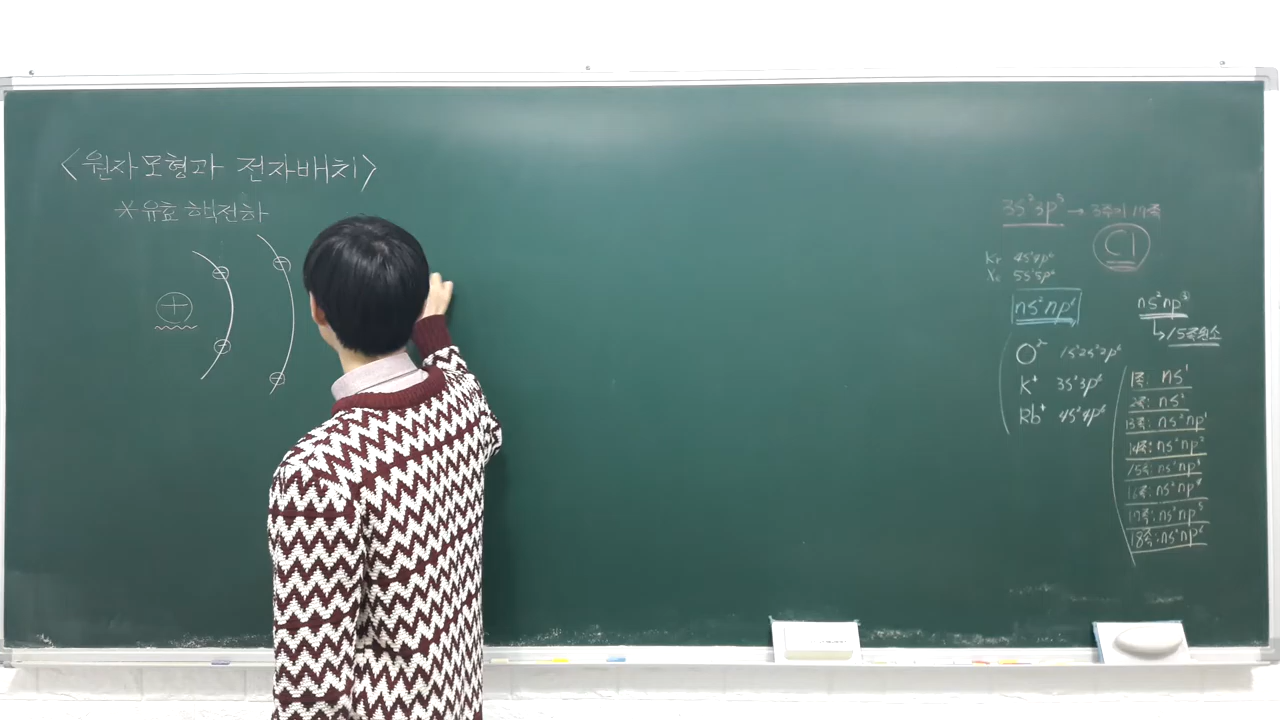 <원자모형과 전자배치>
* 유효 핵전하
+
3s²3p⁵ → 3주기 17족
Cl
Kr 4s²4p⁶
Xe 5s²5p⁶
ns²np⁶
ns²np³
15족원소
O²⁻ 1s²2s²2p⁶
K⁺ 3s²3p⁶
Rb⁺ 4s²4p⁶
1족: ns¹
2족: ns²
13족: ns²np¹
14족: ns²np²
15족: ns²np³
16족: ns²np⁴
17족: ns²np⁵
18족: ns²np⁶